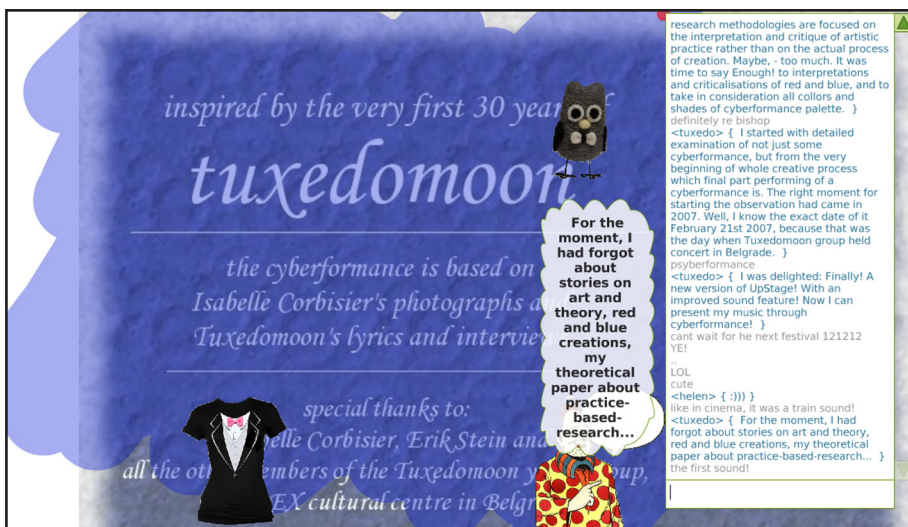 inspired by the very first 30 year f
tuxedomoon
the cyberformance is based on
Isabelle Corbisier's photographs a
Tuxedomoon's lyrics and interview
special thanks to:
elle Corbisier, Erik Stein an
all the ot embers of the Tuxedomoon y up,
EX cultural centre in Belgr
For the
moment, I
had forgot
about
stories on
art and
theory, red
and blue
creations,
my
theoretical
paper about
practice-
based-
research...
research methodologies are focused on
the interpretation and critique of artistic
practice rather than on the actual process
of creation. Maybe, - too much. It was
time to say Enough! to interpretations
and criticalisations of red and blue, and to
take in consideration all collors and
shades of cyberformance palette. }
definitely re bishop
<tuxedo> { I started with detailed
examination of not just some
cyberformance, but from the very
beginning of whole creative process
which final part performing of a
cyberformance is. The right moment for
starting the observation had came in
2007. Well, I know the exact date of it
February 21st 2007, because that was
the day when Tuxedomoon group held
concert in Belgrade. }
psyberformance
<tuxedo> { I was delighted: Finally! A
new version of UpStage! With an
improved sound feature! Now I can
present my music through
cyberformance! }
cant wait for he next festival 121212
YE!
..
LOL
cute
<helen> { :))) }
like in cinema, it was a train sound!
<tuxedo> { For the moment, I had
forgot about stories on art and theory,
red and blue creations, my theoretical
paper about practice-based-research... }
the first sound!